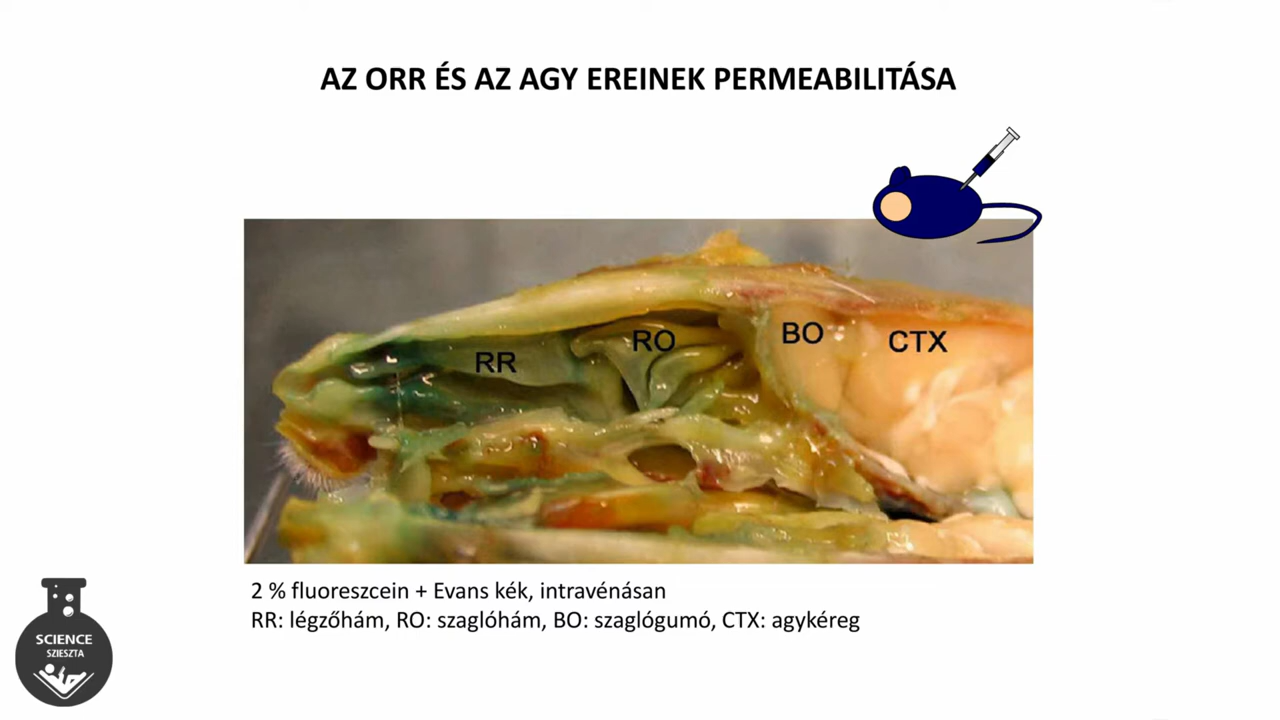 AZ ORR ÉS AZ AGY EREINEK PERMEABILITÁSA
RR
RO
BO
CTX
2 % fluoreszcein + Evans kék, intravénásan
RR: légzőhám, RO: szaglóhám, BO: szaglógumó, CTX: agykéreg
SCIENCE
SZIESZTA